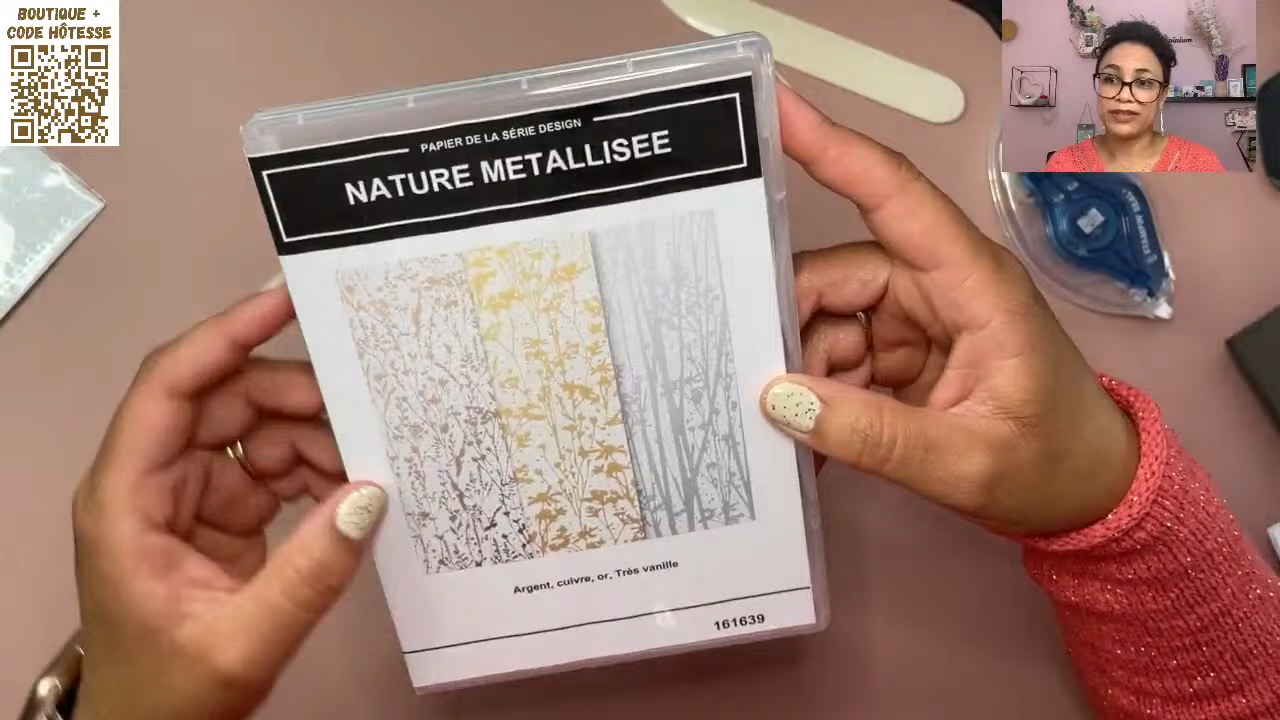 BOUTIQUE +
CODE HÔTESSE
PAPIER DE LA SÉRIE DESIGN
NATURE METALLISEE
Argent, cuivre, or, Très vanille
161639